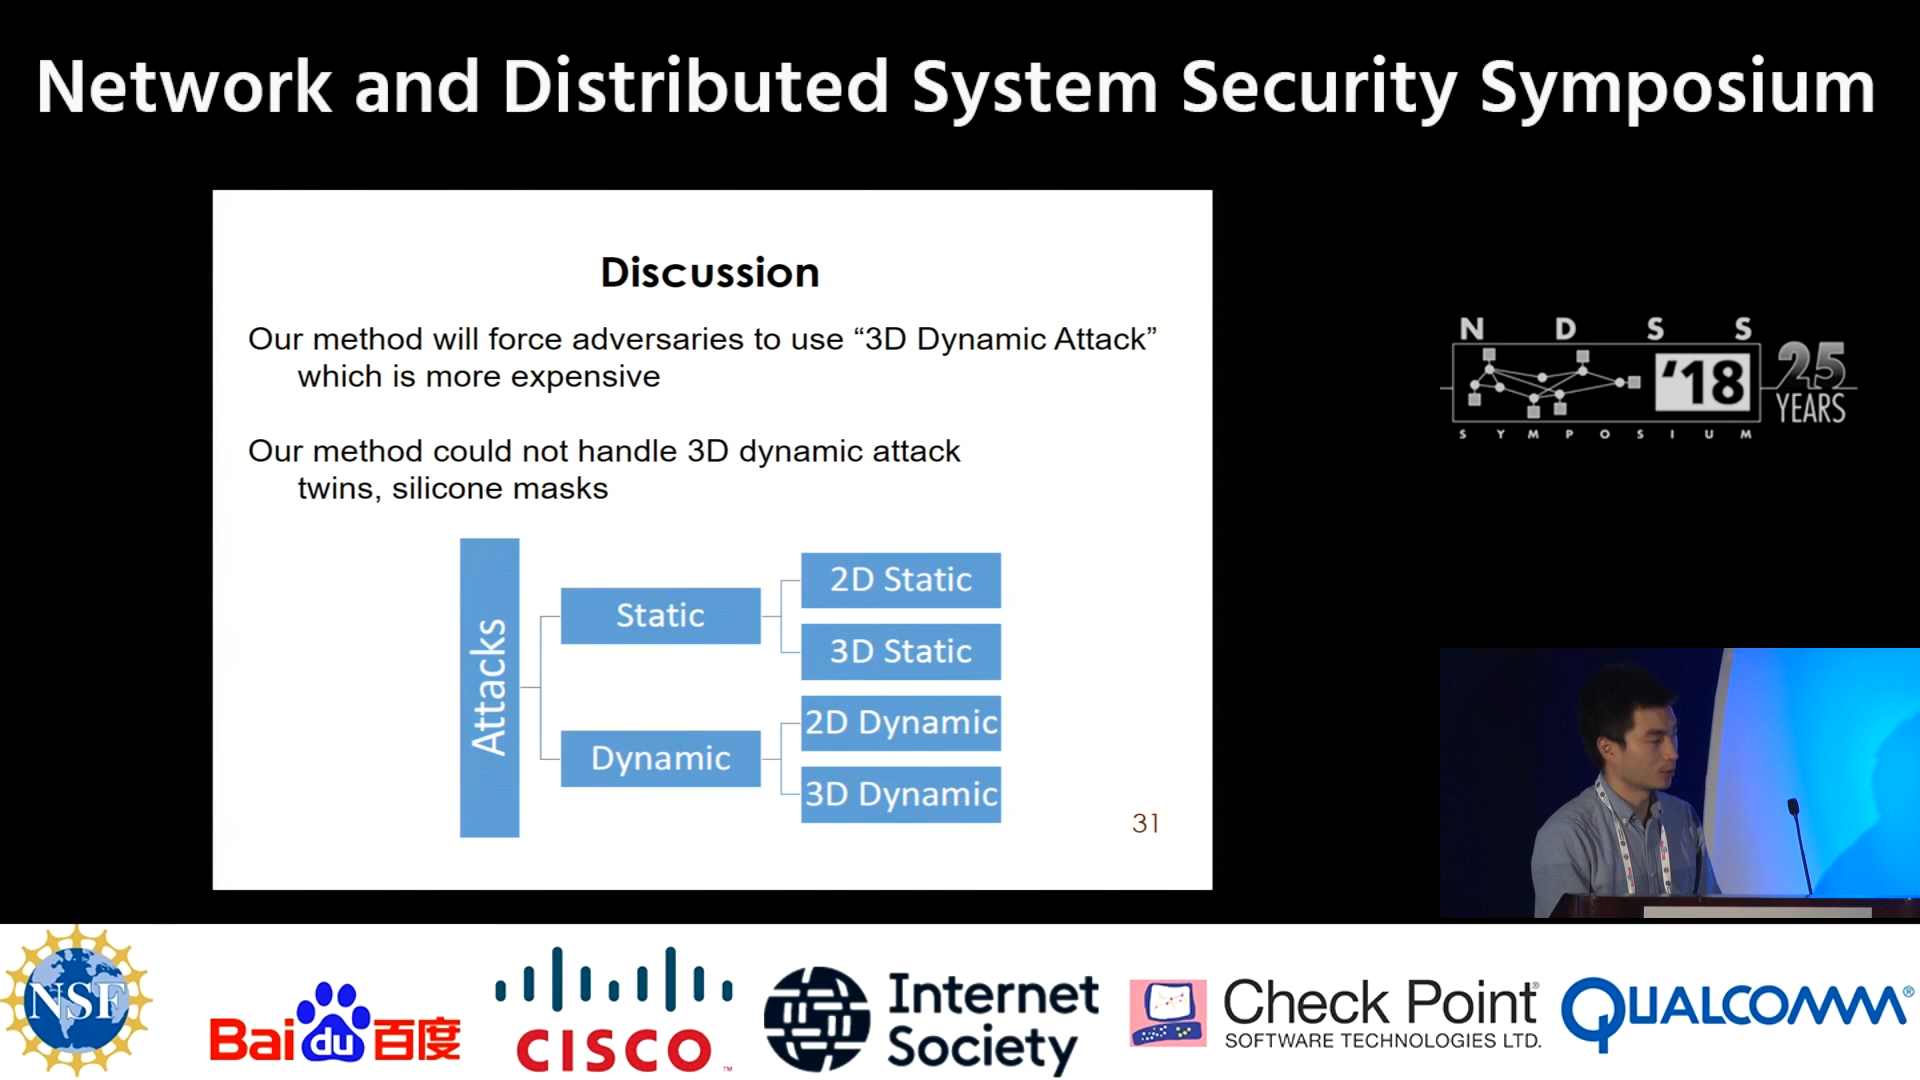 Network and Distributed System Security Symposium
Discussion
Our method will force adversaries to use “3D Dynamic Attack”
which is more expensive
Our method could not handle 3D dynamic attack
twins, silicone masks
Attacks
Static
Dynamic
2D Static
3D Static
2D Dynamic
3D Dynamic
31
N D S S
'18
25
YEARS
S Y M P O S I U M
NSF
Bai du 百度
CISCO™
Internet
Society
Check Point®
SOFTWARE TECHNOLOGIES LTD.
QUALCOMM®